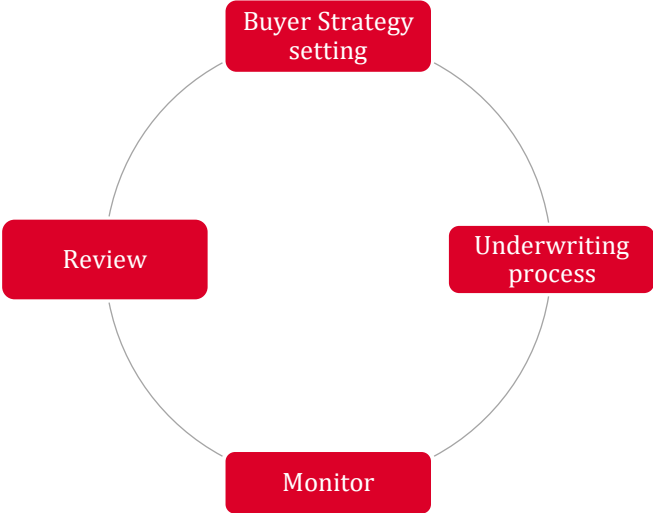 Buyer Strategy
setting
Underwriting
process
Monitor
Review